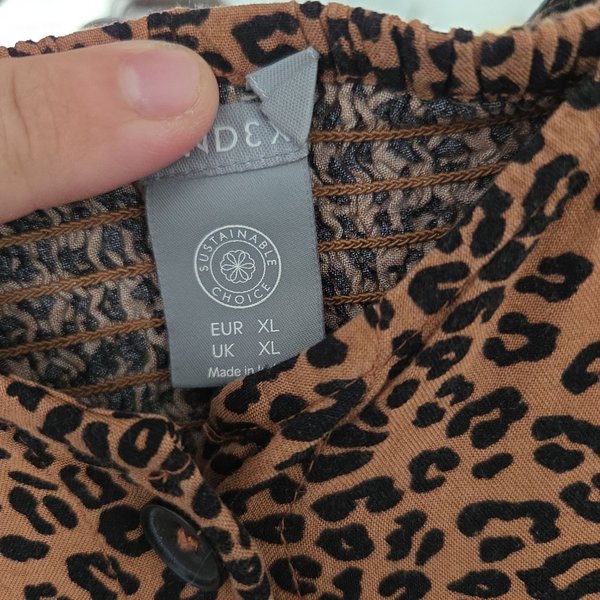 SUSTAINABLE
CHOICE
EUR XL
UK XL
Made in